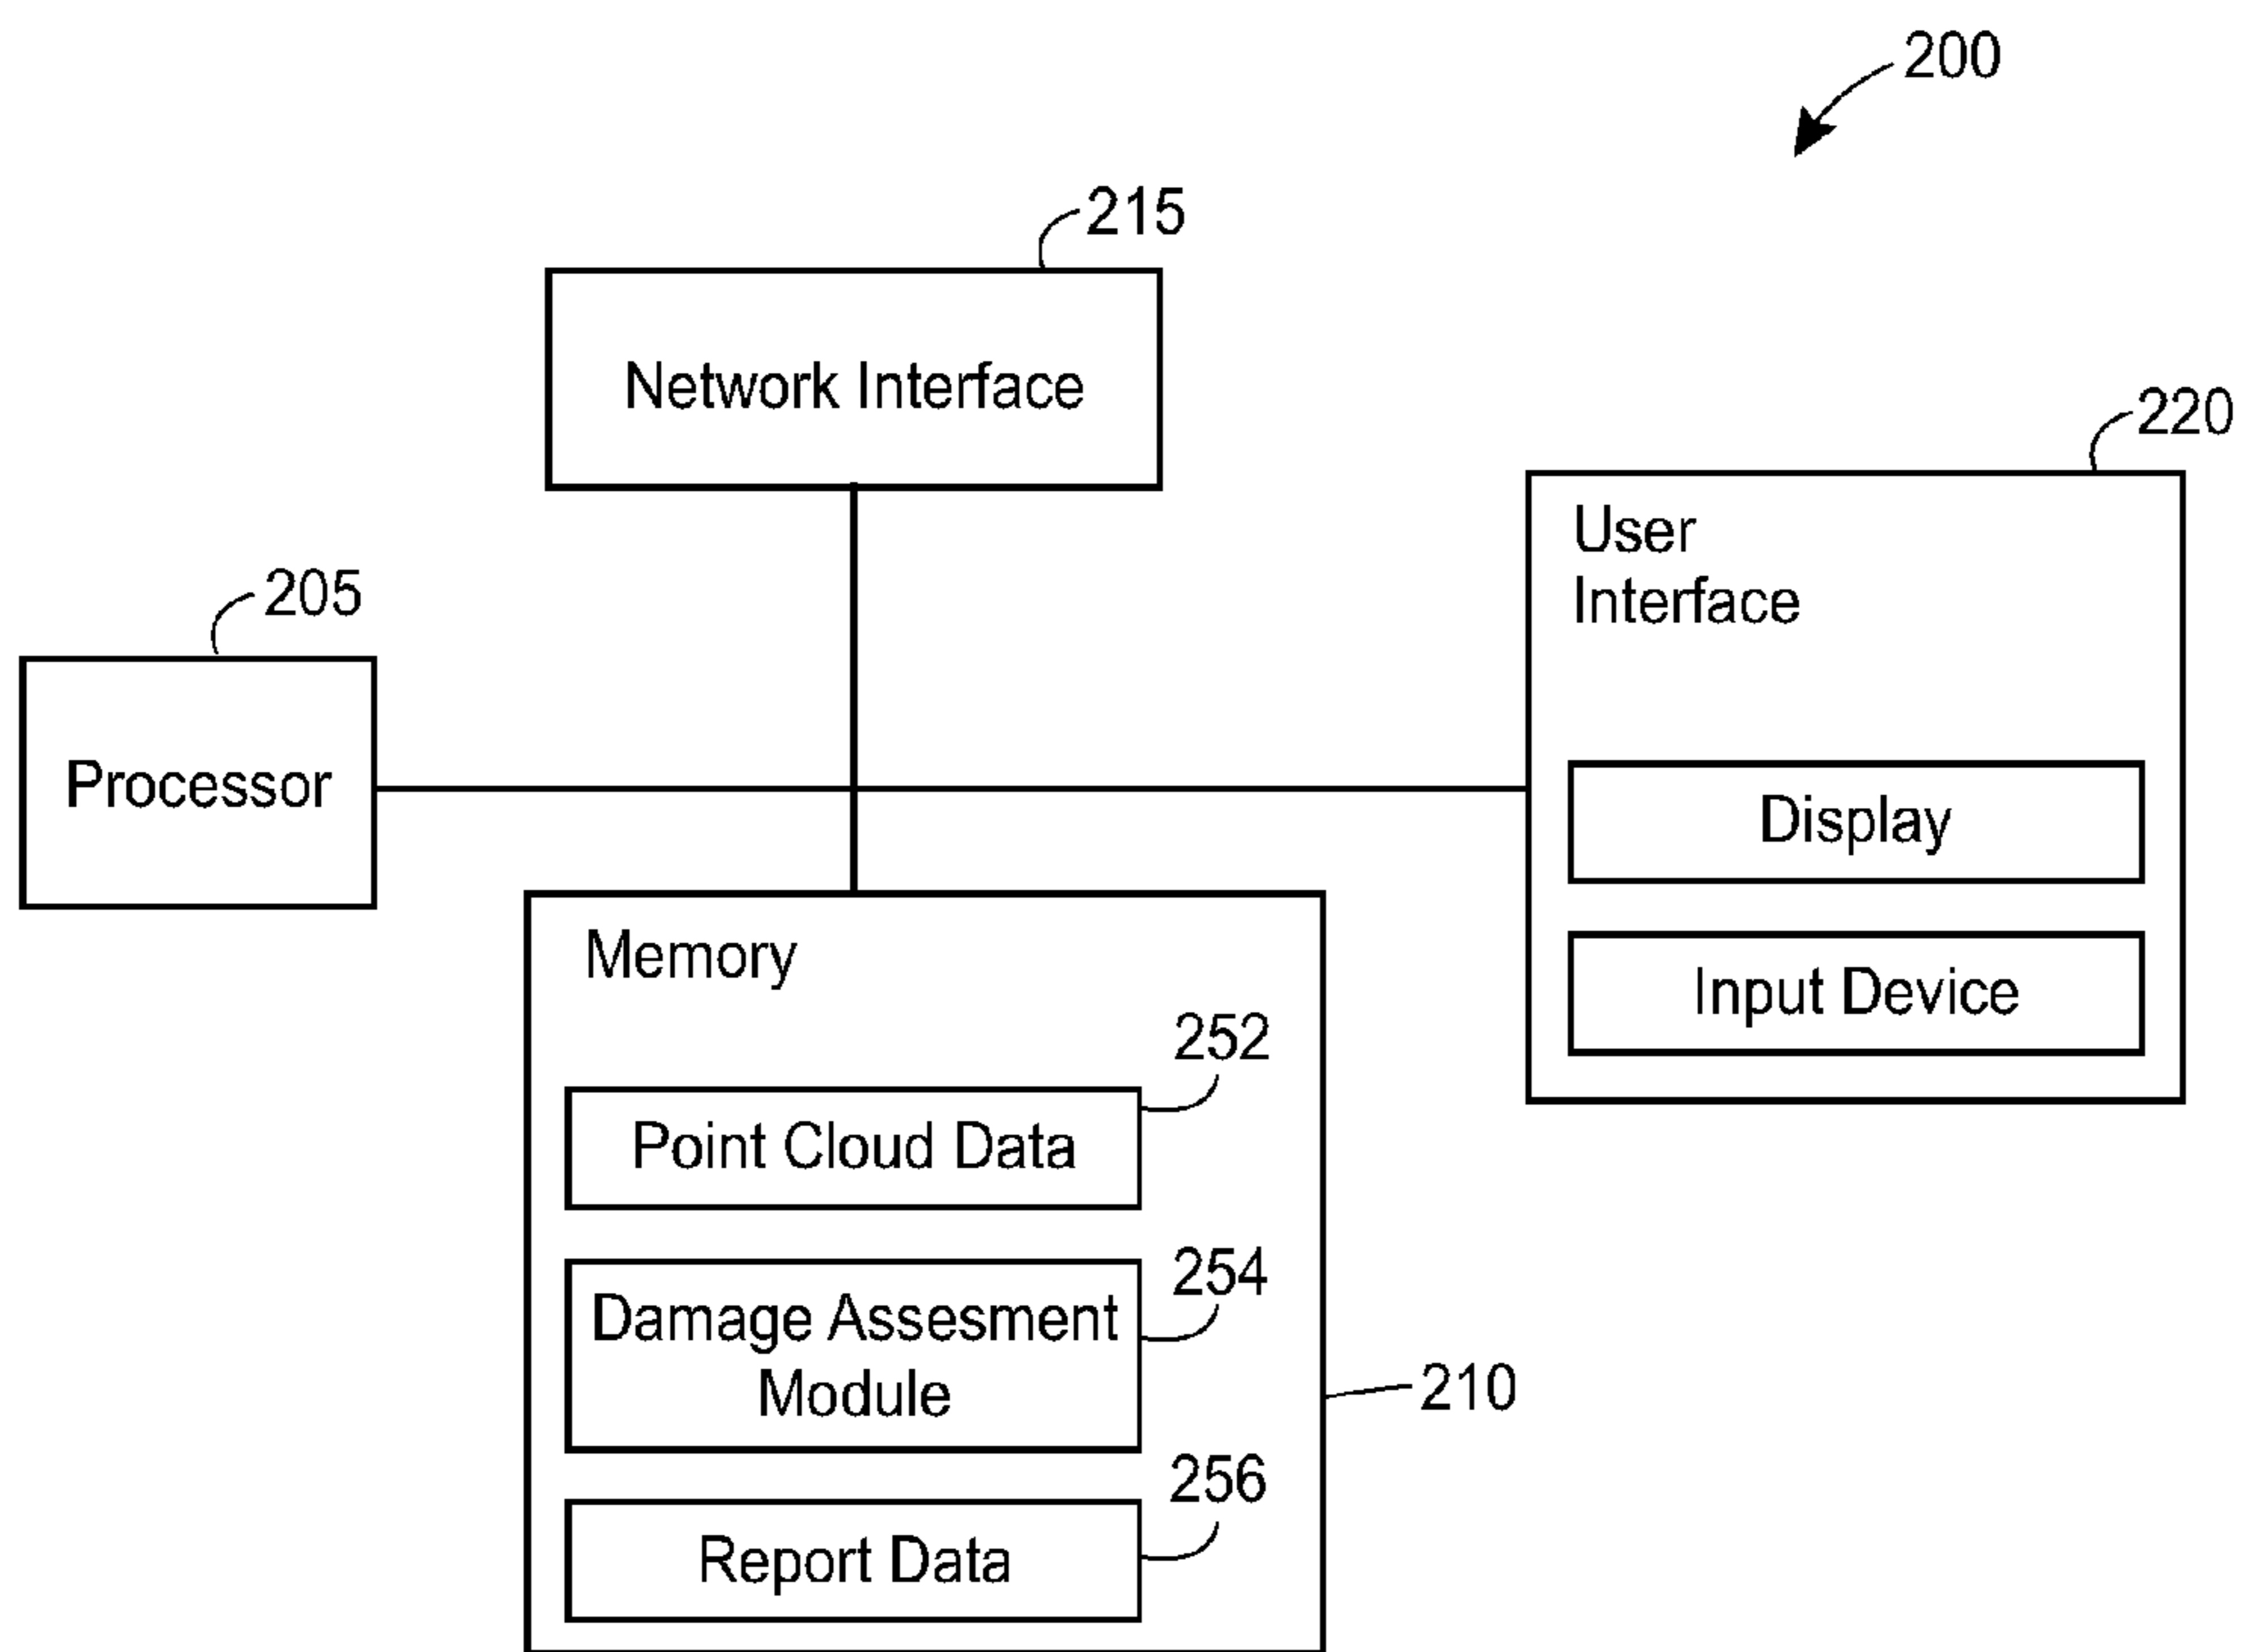 200
215
Network Interface
220
User
Interface
205
Processor
Display
Input Device
Memory
252
Point Cloud Data
254
Damage Assesment
Module
210
256
Report Data